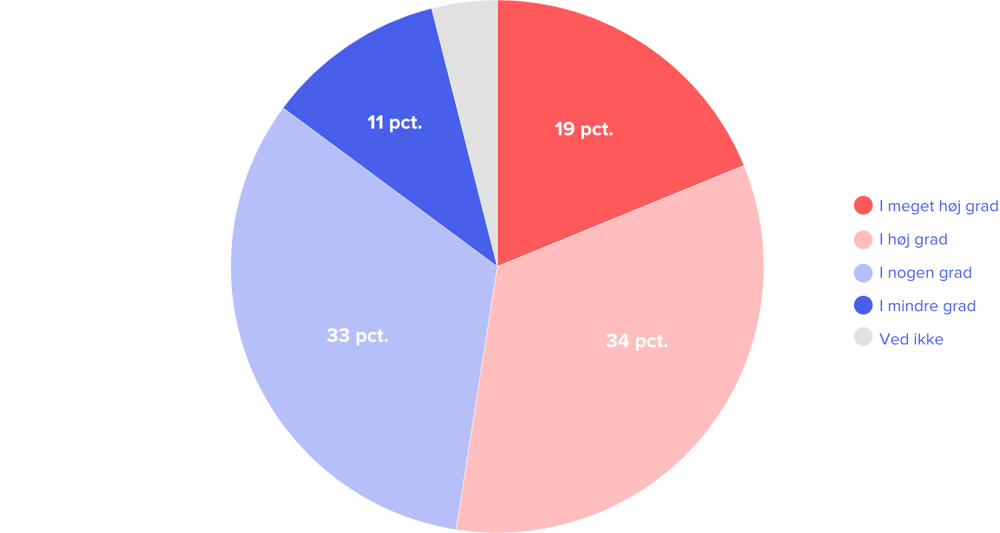 11 pct.
19 pct.
33 pct.
34 pct.
I meget høj grad
I høj grad
I nogen grad
I mindre grad
Ved ikke